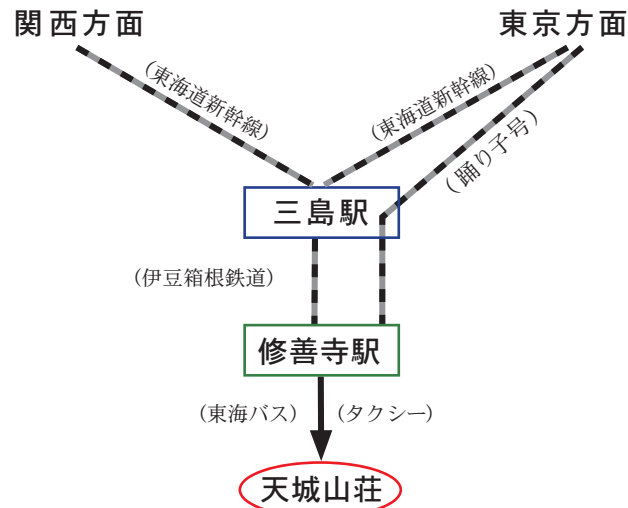 関西方面
東京方面
(東海道新幹線)
(東海道新幹線)
(踊り子号)
三島駅
(伊豆箱根鉄道)
修善寺駅
(東海バス)
(タクシー)
天城山荘